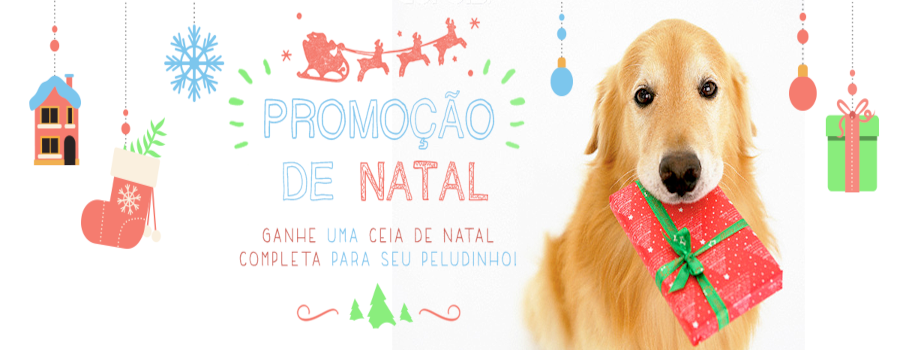 PROMOÇÃO
DE NATAL
GANHE UMA CEIA DE NATAL
COMPLETA PARA SEU PELUDINHO!